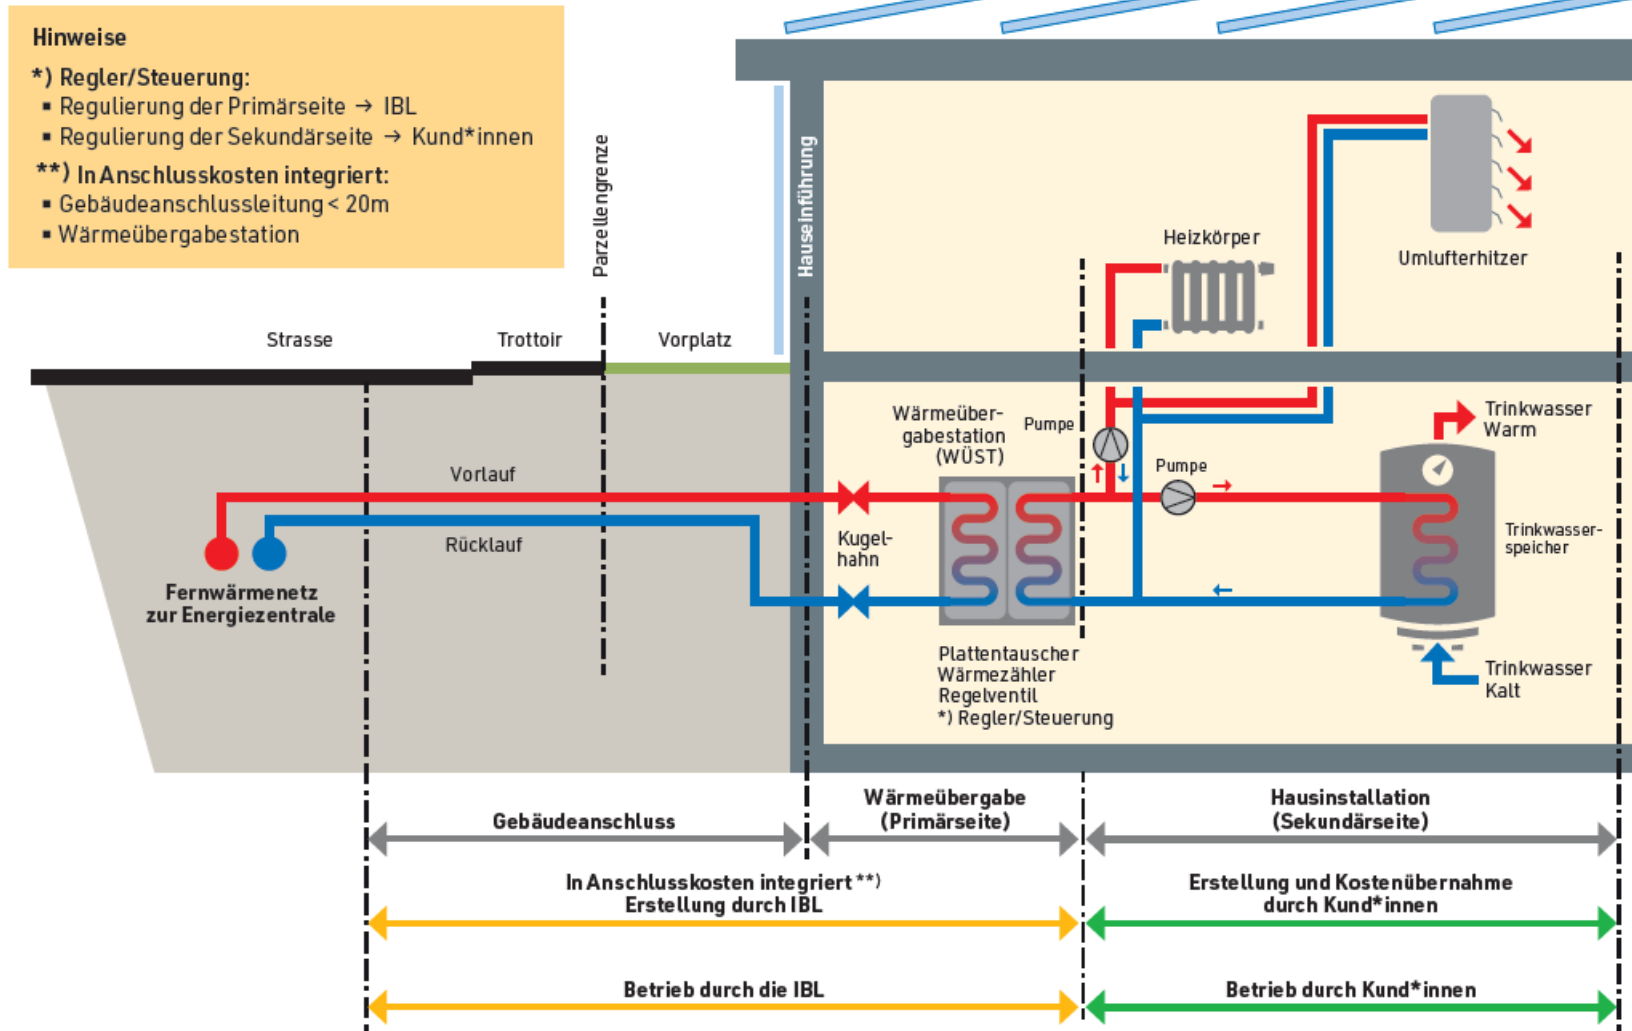 Hinweise
*) Regler/Steuerung:
▪ Regulierung der Primärseite → IBL
▪ Regulierung der Sekundärseite → Kund*innen
**) In Anschlusskosten integriert:
▪ Gebäudeanschlussleitung < 20m
▪ Wärmeübergabestation
Parzellengrenze
Hauseinführung
Strasse
Trottoir
Vorplatz
Heizkörper
Umlufterhitzer
Wärmeüber-
gabestation
(WÜST)
Pumpe
Pumpe
Trinkwasser
Warm
Vorlauf
Rücklauf
Kugel-
hahn
Trinkwasser-
speicher
Fernwärmenetz
zur Energiezentrale
Plattentauscher
Wärmezähler
Regelventil
*) Regler/Steuerung
Trinkwasser
Kalt
Gebäudeanschluss
Wärmeübergabe
(Primärseite)
Hausinstallation
(Sekundärseite)
In Anschlusskosten integriert **)
Erstellung durch IBL
Erstellung und Kostenübernahme
durch Kund*innen
Betrieb durch die IBL
Betrieb durch Kund*innen